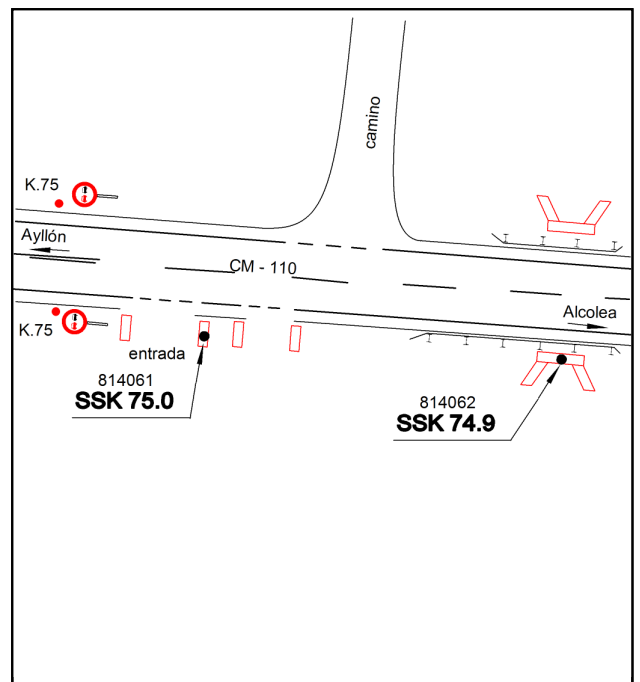 camino
K.75
Ayllón
CM - 110
Alcolea
K.75
entrada
814061
SSK 75.0
814062
SSK 74.9